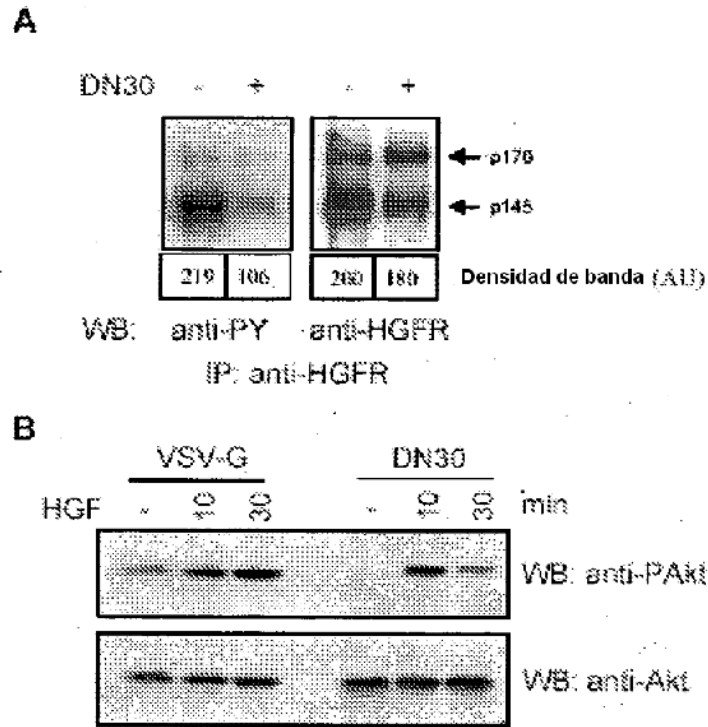 A
DN30 - + - +
p170
p145
219 106 200 180 Densidad de banda (AU)
WB: anti-PY anti-HGFR
IP: anti-HGFR
B
VSV-G DN30
HGF - 10 30 - 10 30 min
WB: anti-PAkt
WB: anti-Akt